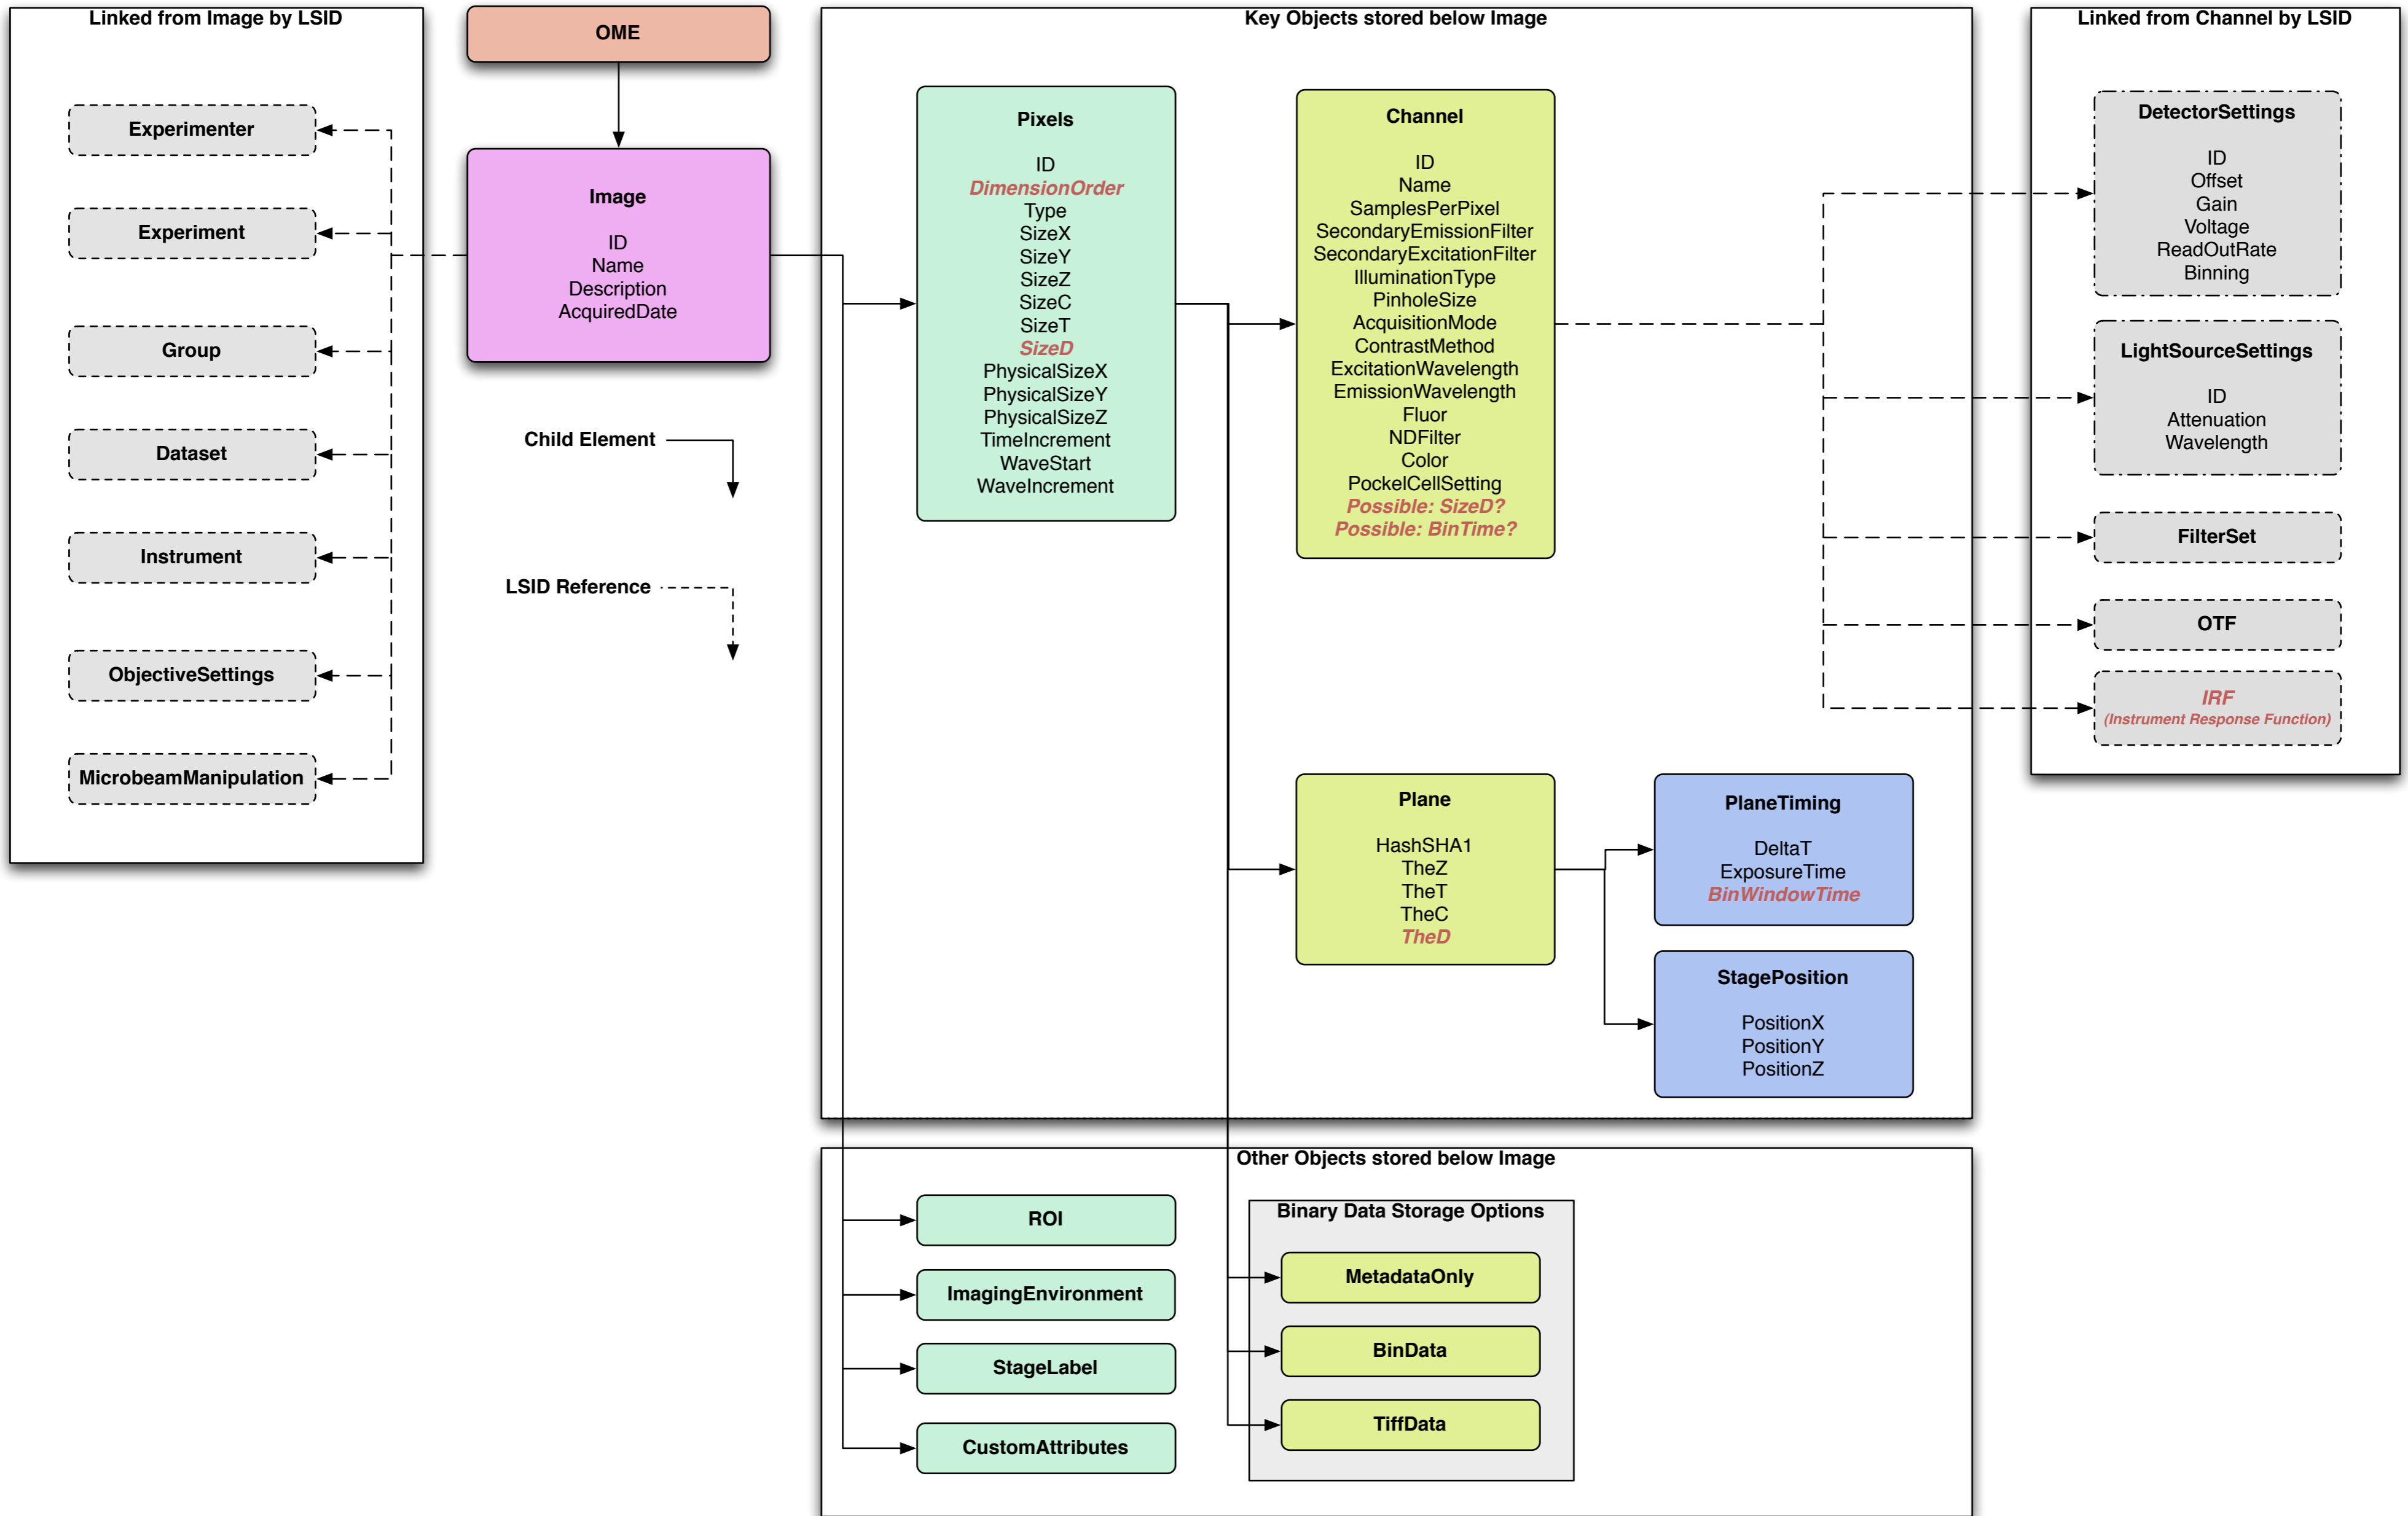 Linked from Image by LSID
Experimenter
Experiment
Group
Dataset
Instrument
ObjectiveSettings
MicrobeamManipulation
OME
Image
ID
Name
Description
AcquiredDate
Child Element
LSID Reference
Key Objects stored below Image
Pixels
ID
DimensionOrder
Type
SizeX
SizeY
SizeZ
SizeC
SizeT
SizeD
PhysicalSizeX
PhysicalSizeY
PhysicalSizeZ
TimeIncrement
WaveStart
WaveIncrement
Channel
ID
Name
SamplesPerPixel
SecondaryEmissionFilter
SecondaryExcitationFilter
IlluminationType
PinholeSize
AcquisitionMode
ContrastMethod
ExcitationWavelength
EmissionWavelength
Fluor
NDFilter
Color
PockelCellSetting
Possible: SizeD?
Possible: BinTime?
Plane
HashSHA1
TheZ
TheT
TheC
TheD
PlaneTiming
DeltaT
ExposureTime
BinWindowTime
StagePosition
PositionX
PositionY
PositionZ
Linked from Channel by LSID
DetectorSettings
ID
Offset
Gain
Voltage
ReadOutRate
Binning
LightSourceSettings
ID
Attenuation
Wavelength
FilterSet
OTF
IRF
(Instrument Response Function)
Other Objects stored below Image
ROI
ImagingEnvironment
StageLabel
CustomAttributes
Binary Data Storage Options
MetadataOnly
BinData
TiffData